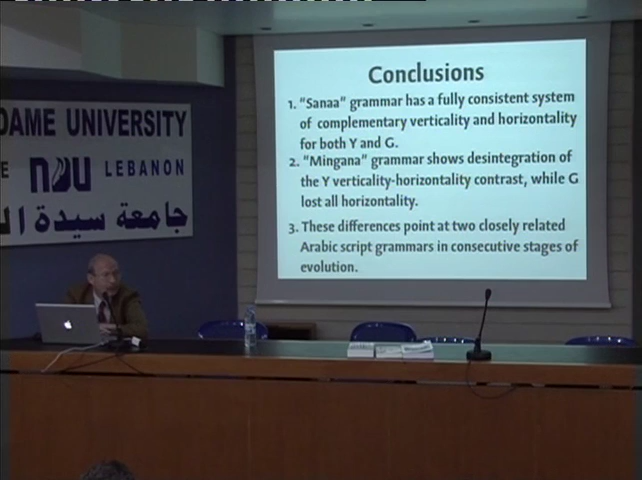 DAME UNIVERSITY
E NDU LEBANON
جامعة سيدة ال
Conclusions
1. "Sanaa" grammar has a fully consistent system
of complementary verticality and horizontality
for both Y and G.
2. "Mingana" grammar shows desintegration of
the Y verticality-horizontality contrast, while G
lost all horizontality.
3. These differences point at two closely related
Arabic script grammars in consecutive stages of
evolution.